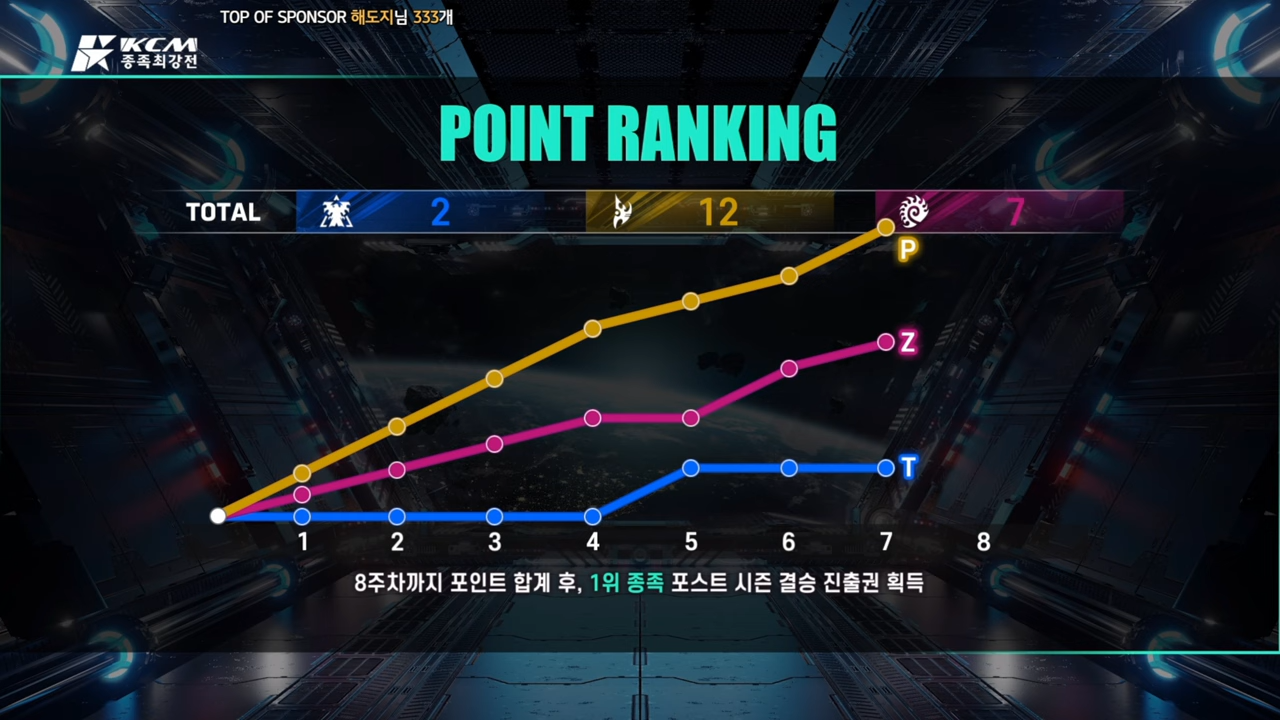 TOP OF SPONSOR 해도지님 333개
KCM
종족최강전
POINT RANKING
TOTAL 2 12 7
P
Z
T
1 2 3 4 5 6 7 8
8주차까지 포인트 합계 후, 1위 종족 포스트 시즌 결승 진출권 획득